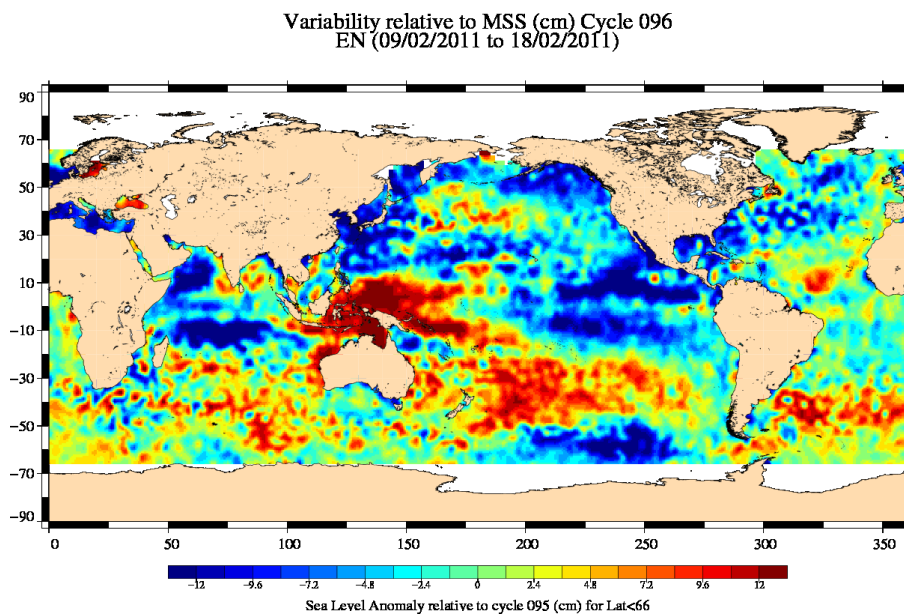 Variability relative to MSS (cm) Cycle 096
EN (09/02/2011 to 18/02/2011)
90
70
50
30
10
−10
−30
−50
−70
−90
0 50 100 150 200 250 300 350
−12 −9.6 −7.2 −4.8 −2.4 0 2.4 4.8 7.2 9.6 12
Sea Level Anomaly relative to cycle 095 (cm) for Lat<66